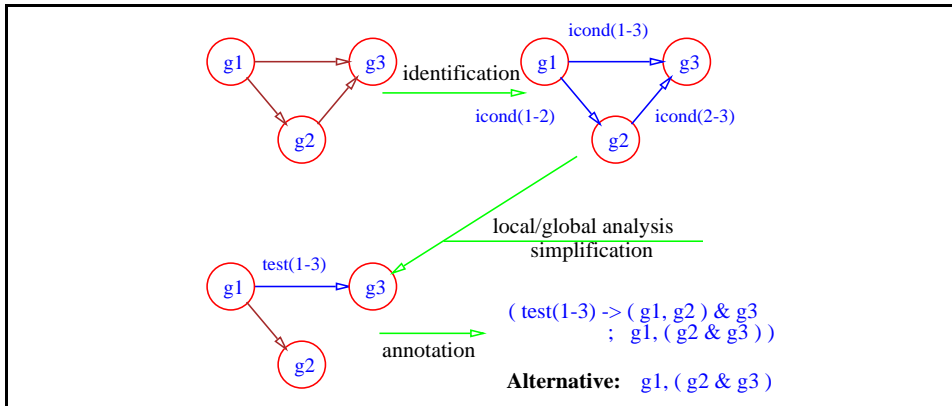 icond(1-3)
g1
g3
g1
g3
identification
icond(1-2)
icond(2-3)
g2
g2
local/global analysis
simplification
test(1-3)
g1
g3
( test(1-3) -> ( g1, g2 ) & g3
; g1, ( g2 & g3 ) )
annotation
g2
Alternative: g1, ( g2 & g3 )